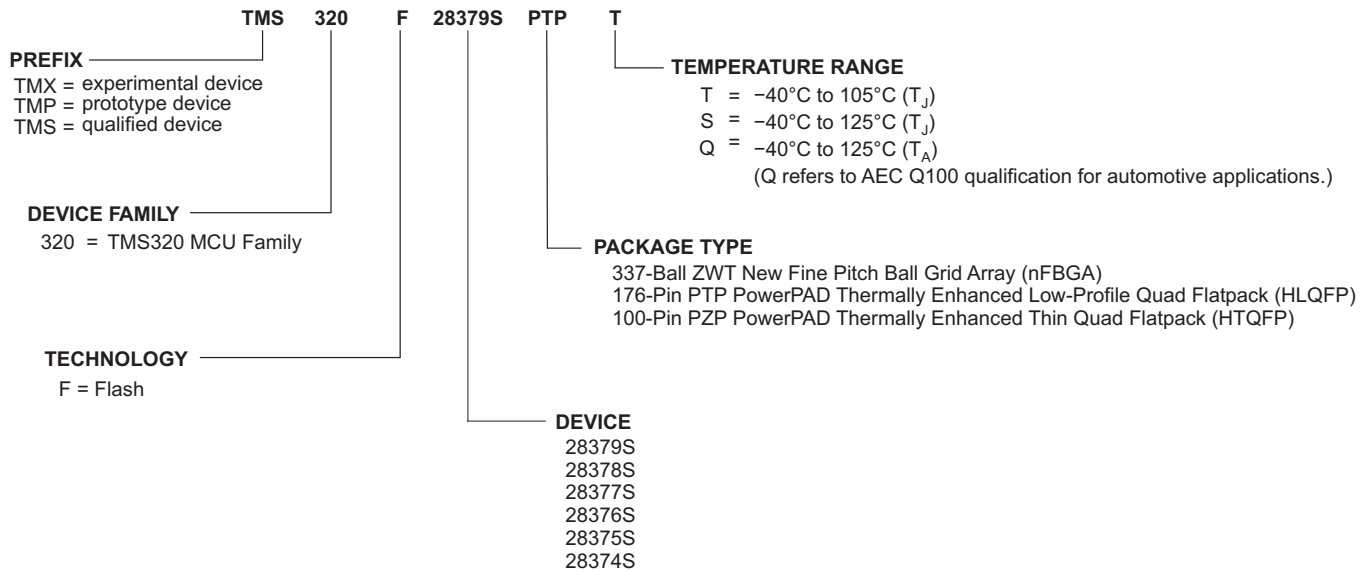 TMS 320 F 28379S PTP T
PREFIX
TMX = experimental device
TMP = prototype device
TMS = qualified device
TEMPERATURE RANGE
T = −40°C to 105°C (TJ)
S = −40°C to 125°C (TJ)
Q = −40°C to 125°C (TA)
(Q refers to AEC Q100 qualification for automotive applications.)
DEVICE FAMILY
320 = TMS320 MCU Family
PACKAGE TYPE
337-Ball ZWT New Fine Pitch Ball Grid Array (nFBGA)
176-Pin PTP PowerPAD Thermally Enhanced Low-Profile Quad Flatpack (HLQFP)
100-Pin PZP PowerPAD Thermally Enhanced Thin Quad Flatpack (HTQFP)
TECHNOLOGY
F = Flash
DEVICE
28379S
28378S
28377S
28376S
28375S
28374S